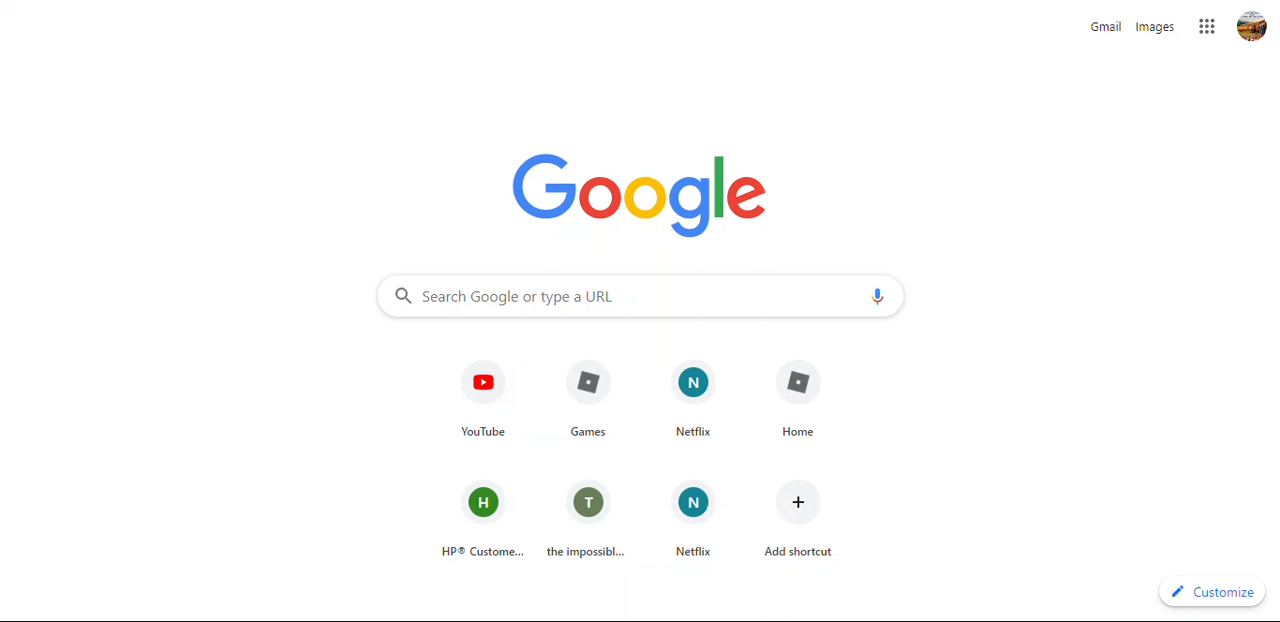 Gmail Images
Google
Search Google or type a URL
YouTube Games Netflix Home
N
H T N
HP® Custome... the impossibl... Netflix Add shortcut
Customize